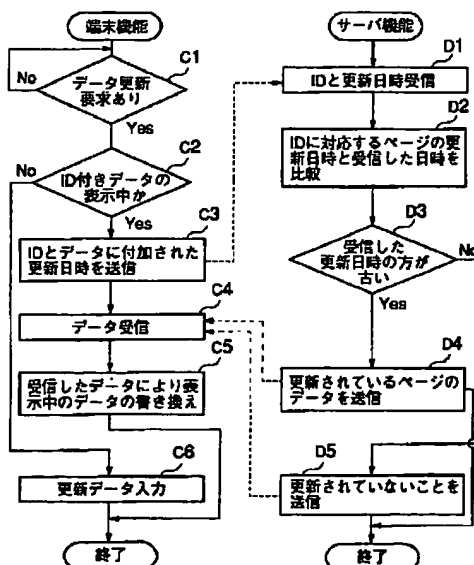 端末機能
C1
No
データ更新
要求あり
Yes
C2
No
ID付きデータの
表示中か
Yes
C3
IDとデータに付加された
更新日時を送信
C4
データ受信
C5
受信したデータにより表
示中のデータの書き換え
C6
更新データ入力
終了
サーバ機能
D1
IDと更新日時受信
D2
IDに対応するページの更
新日時と受信した日時を
比較
D3
受信した
更新日時の方が
古い
No
Yes
D4
更新されているページの
データを送信
D5
更新されていないことを
送信
終了